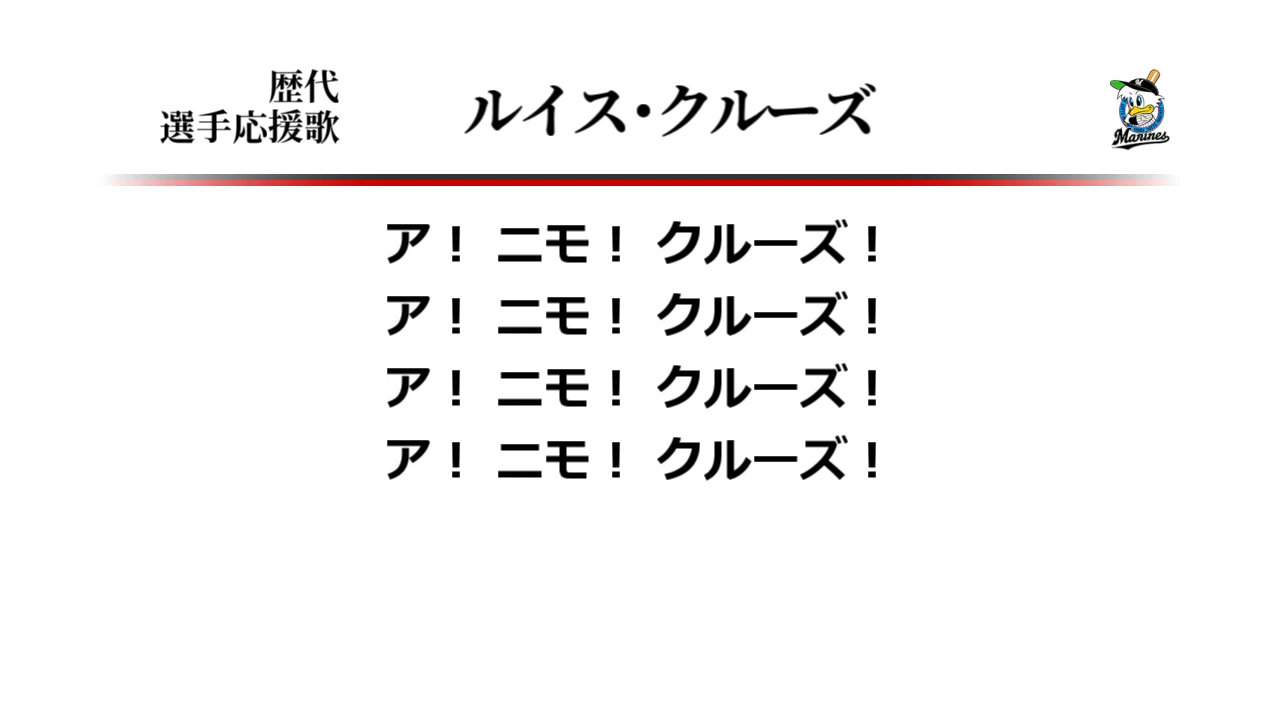 歴代
選手応援歌
ルイス・クルーズ
Marines
ア！ ニモ！ クルーズ！
ア！ ニモ！ クルーズ！
ア！ ニモ！ クルーズ！
ア！ ニモ！ クルーズ！